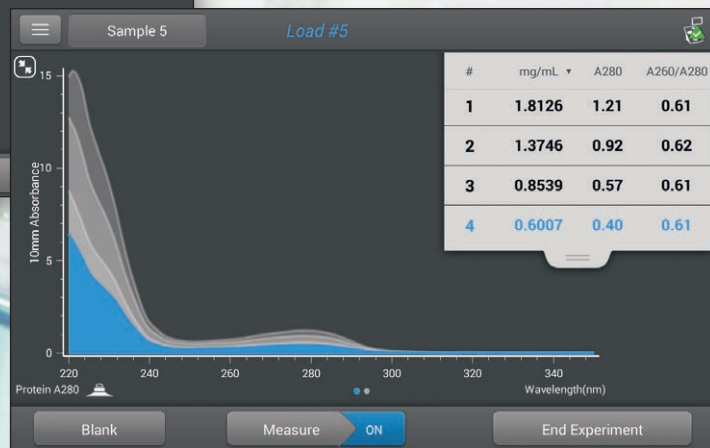 Sample 5
Load #5
# mg/mL ▼ A280 A260/A280
1 1.8126 1.21 0.61
2 1.3746 0.92 0.62
3 0.8539 0.57 0.61
4 0.6007 0.40 0.61
15
10
5
0
10mm Absorbance
220 240 260 280 300 320 340
Protein A280
Wavelength(nm)
Blank
Measure ON
End Experiment